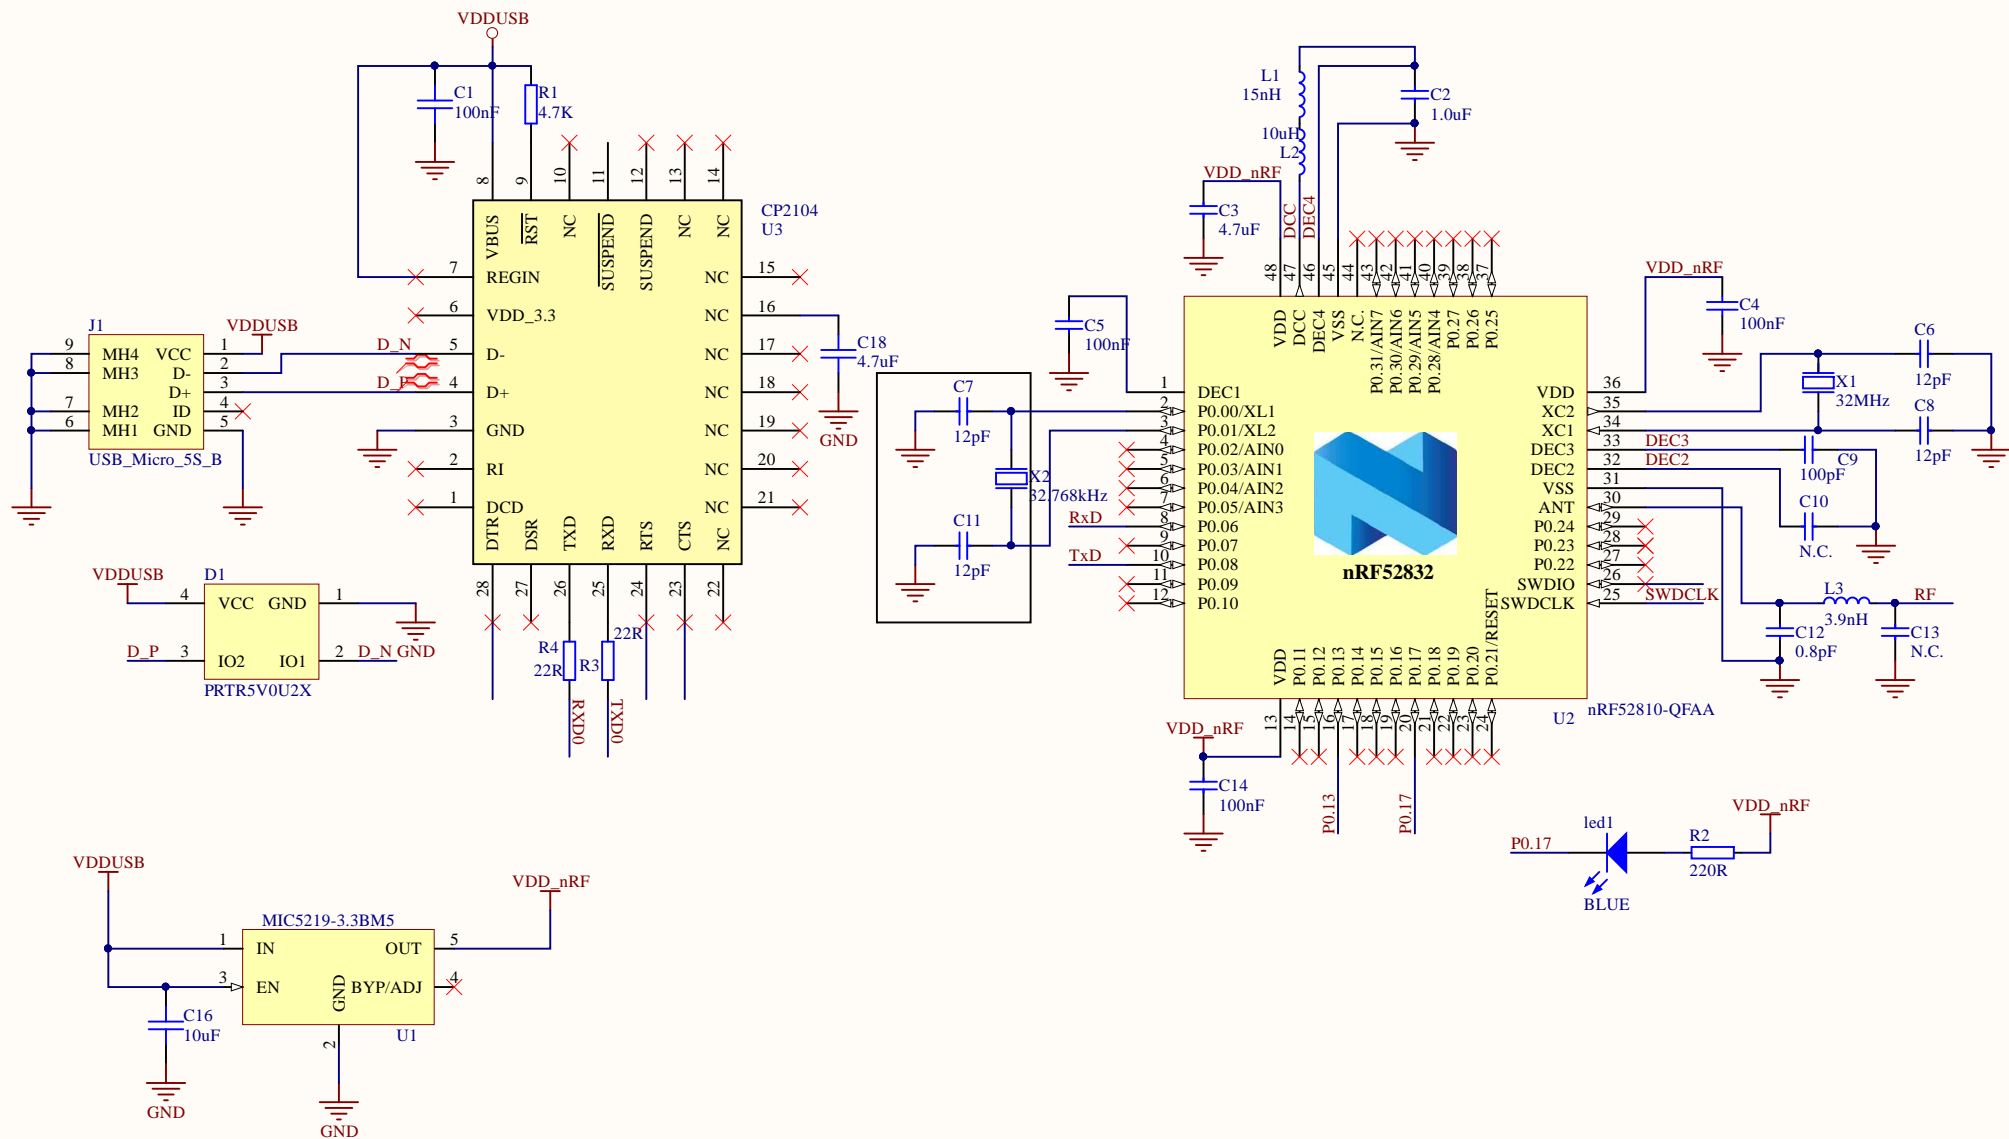 VDDUSB
C1
100nF
R1
4.7K
8
9
10
11
12
13
14
VBUS
RST
NC
SUSPEND
SUSPEND
NC
NC
CP2104
U3
7
REGIN
6
VDD_3.3
5
D-
4
D+
3
GND
2
RI
1
DCD
NC
15
NC
16
NC
17
NC
18
NC
19
NC
20
NC
21
DTR
DSR
TXD
RXD
RTS
CTS
NC
28
27
26
25
24
23
22
D_N
D_P
C18
4.7uF
GND
R4
22R
R3
22R
RXD0
TXD0
J1
VDDUSB
9
MH4
VCC
1
8
MH3
D-
2
D+
3
7
MH2
ID
4
6
MH1
GND
5
USB_Micro_5S_B
VDDUSB
D1
4
VCC
GND
1
GND
D_P
3
IO2
IO1
2
D_N
PRTR5V0U2X
VDDUSB
VDD_nRF
MIC5219-3.3BM5
1
IN
OUT
5
3
EN
GND
BYP/ADJ
4
2
U1
C16
10uF
GND
GND
L1
15nH
10uH
L2
C2
1.0uF
VDD_nRF
C3
4.7uF
DCC
DEC4
48
47
46
45
44
43
42
41
40
39
38
37
VDD
DCC
DEC4
VSS
N.C.
P0.31/AIN7
P0.30/AIN6
P0.29/AIN5
P0.28/AIN4
P0.27
P0.26
P0.25
C5
100nF
C7
12pF
X2
32.768kHz
C11
12pF
RxD
TxD
1
DEC1
2
P0.00/XL1
3
P0.01/XL2
4
P0.02/AIN0
5
P0.03/AIN1
6
P0.04/AIN2
7
P0.05/AIN3
8
P0.06
9
P0.07
10
P0.08
11
P0.09
12
P0.10
nRF52832
VDD
36
XC2
35
XC1
34
DEC3
33
DEC2
32
VSS
31
ANT
30
P0.24
29
P0.23
28
P0.22
27
SWDIO
26
SWDCLK
25
VDD
P0.11
P0.12
P0.13
P0.14
P0.15
P0.16
P0.17
P0.18
P0.19
P0.20
P0.21/RESET
13
14
15
16
17
18
19
20
21
22
23
24
U2
nRF52810-QFAA
VDD_nRF
C14
100nF
P0.13
P0.17
VDD_nRF
C4
100nF
C6
12pF
X1
32MHz
C8
12pF
DEC3
DEC2
C9
100pF
C10
N.C.
SWDCLK
L3
3.9nH
RF
C12
0.8pF
C13
N.C.
P0.17
led1
BLUE
R2
220R
VDD_nRF